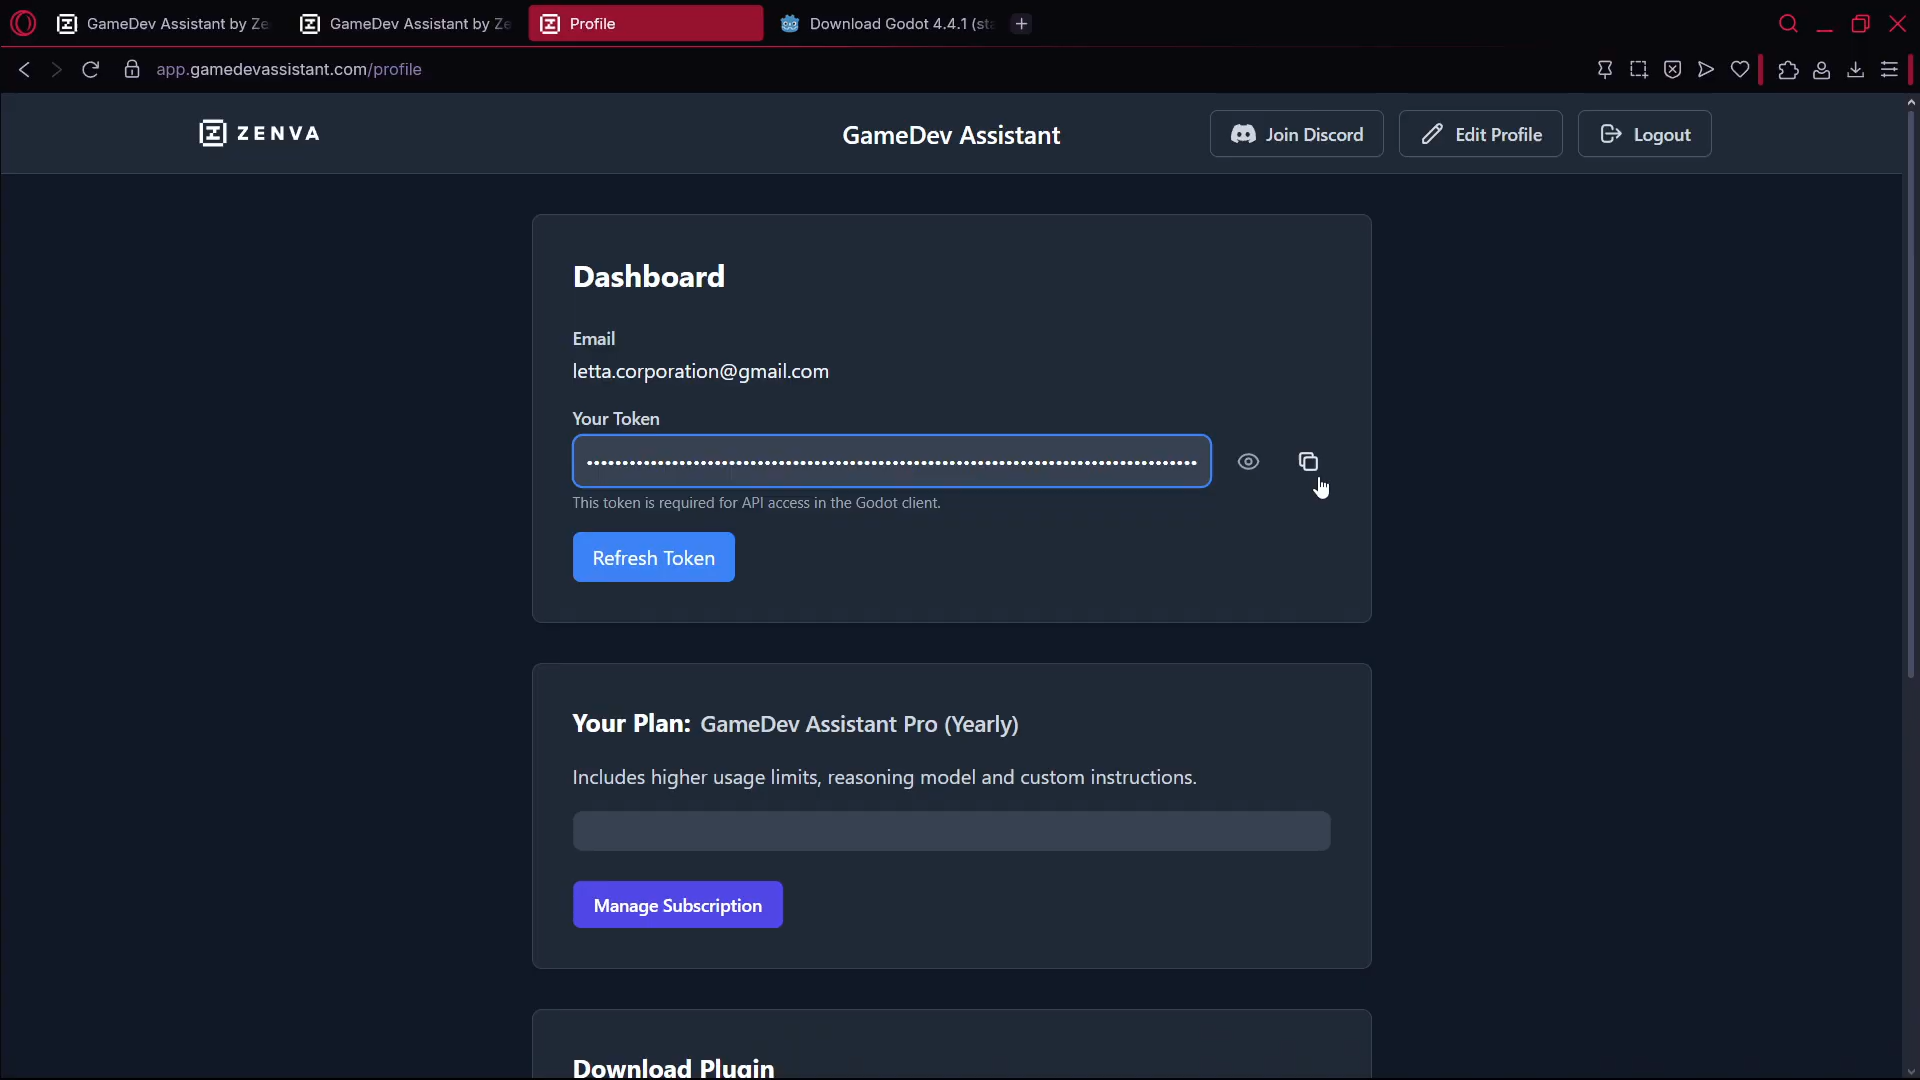 GameDev Assistant by Ze
GameDev Assistant by Ze
Profile
Download Godot 4.4.1 (sta
app.gamedevassistant.com/profile
ZENVA
GameDev Assistant
Join Discord
Edit Profile
Logout
Dashboard
Email
letta.corporation@gmail.com
Your Token
This token is required for API access in the Godot client.
Refresh Token
Your Plan: GameDev Assistant Pro (Yearly)
Includes higher usage limits, reasoning model and custom instructions.
Manage Subscription
Download Plugin